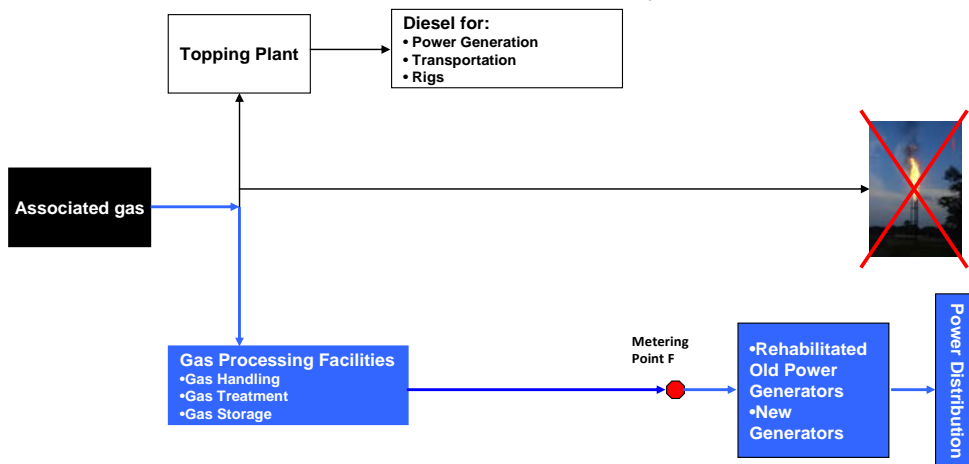 Diesel for:
• Power Generation
• Transportation
• Rigs
Topping Plant
Associated gas
Gas Processing Facilities
•Gas Handling
•Gas Treatment
•Gas Storage
Metering
Point F
•Rehabilitated
Old Power
Generators
•New
Generators
Power Distribution